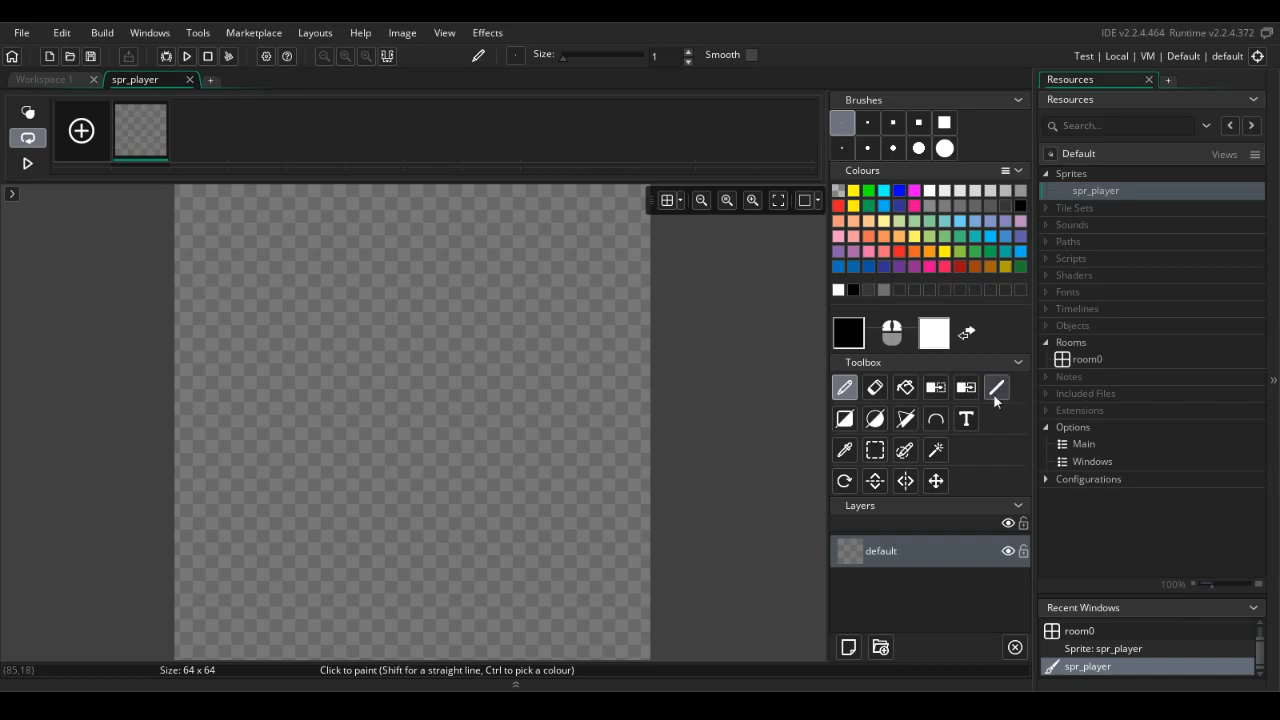 File Edit Build Windows Tools Marketplace Layouts Help Image View Effects
IDE v2.2.4.464 Runtime v2.2.4.372
Size: 1 Smooth
Test | Local | VM | Default | default
Workspace 1 spr_player
Resources
Brushes
Resources
Search...
Default Views
Colours
Sprites
spr_player
Tile Sets
Sounds
Paths
Scripts
Shaders
Fonts
Timelines
Objects
Rooms
room0
Toolbox
T
Notes
Included Files
Extensions
Options
Main
Windows
Configurations
Layers
default
100%
Recent Windows
room0
Sprite: spr_player
spr_player
(85,18) Size: 64 x 64 Click to paint (Shift for a straight line, Ctrl to pick a colour)